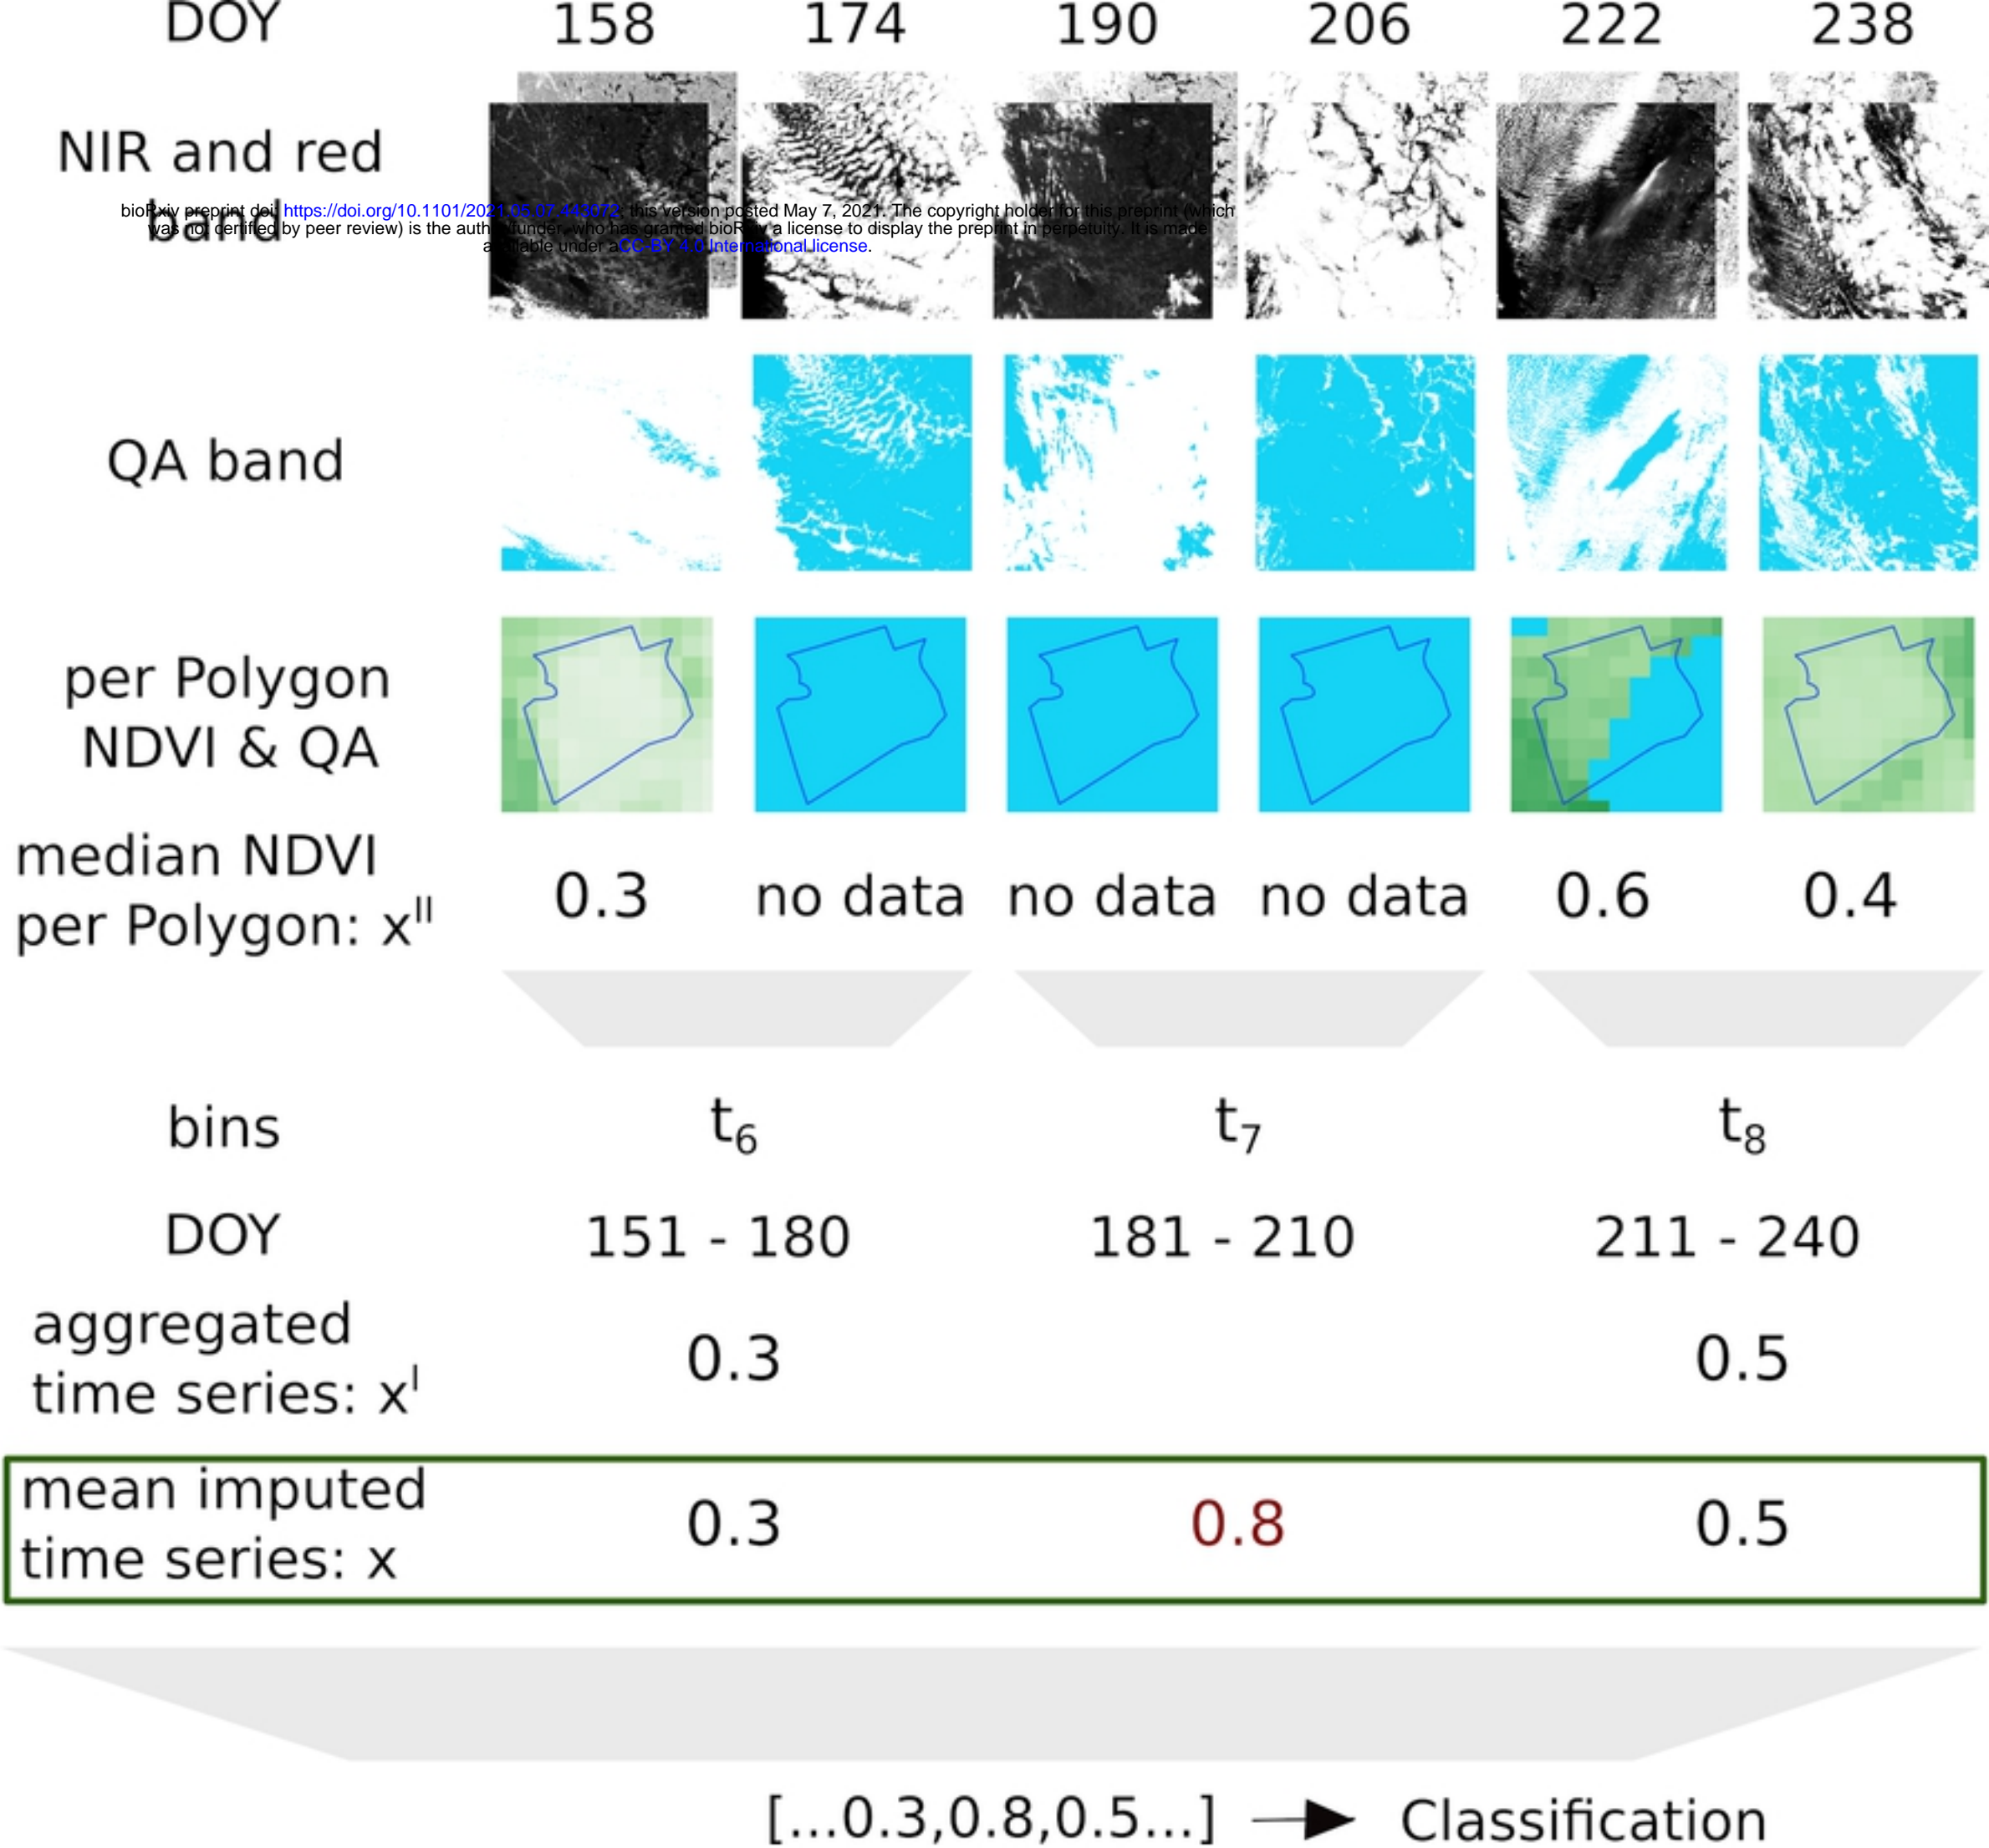 DOY 158 174 190 206 222 238
NIR and red
band
bioRxiv preprint doi: https://doi.org/10.1101/2021.05.07.443072; this version posted May 7, 2021. The copyright holder for this preprint (which
was not certified by peer review) is the author/funder, who has granted bioRxiv a license to display the preprint in perpetuity. It is made
available under aCC-BY 4.0 International license.
QA band
per Polygon
NDVI & QA
median NDVI
per Polygon: xᴵᴵ
0.3 no data no data no data 0.6 0.4
bins t₆ t₇ t₈
DOY 151 - 180 181 - 210 211 - 240
aggregated
time series: xᴵ
0.3 0.5
mean imputed
time series: x
0.3 0.8 0.5
[...0.3,0.8,0.5...] Classification